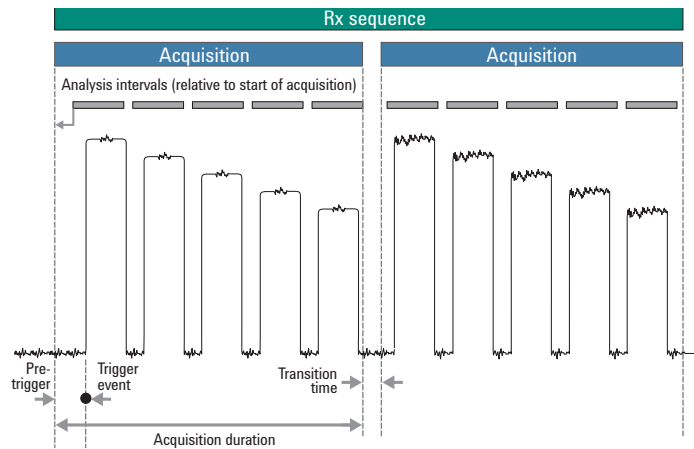 Rx sequence
Acquisition
Acquisition
Analysis intervals (relative to start of acquisition)
Pre-
trigger
Trigger
event
Transition
time
Acquisition duration